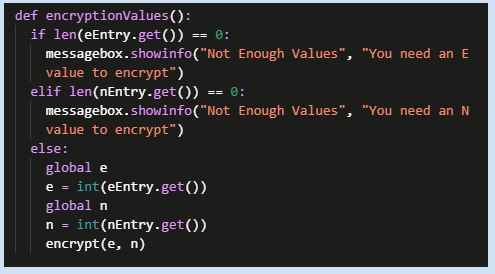 def encryptionValues():
  if len(eEntry.get()) == 0:
    messagebox.showinfo("Not Enough Values", "You need an E
    value to encrypt")
  elif len(nEntry.get()) == 0:
    messagebox.showinfo("Not Enough Values", "You need an N
    value to encrypt")
  else:
    global e
    e = int(eEntry.get())
    global n
    n = int(nEntry.get())
    encrypt(e, n)